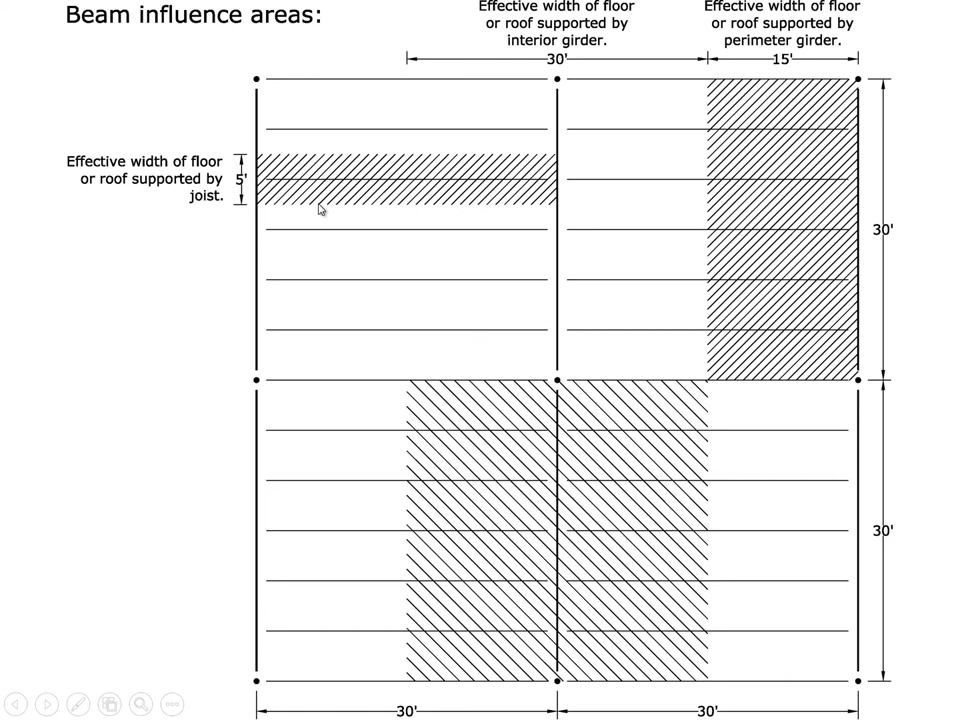 Beam influence areas:
Effective width of floor
or roof supported by
interior girder.
Effective width of floor
or roof supported by
perimeter girder.
30'
15'
Effective width of floor
or roof supported by
joist.
5'
30'
30'
30'
30'